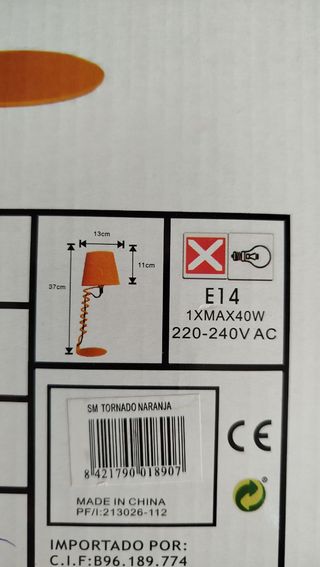 13cm
11cm
37cm
E14
1XMAX40W
220-240V AC
SM TORNADO NARANJA
8 421790 018907
CE
MADE IN CHINA
PF/I:213026-112
IMPORTADO POR:
C.I.F:B96.189.774